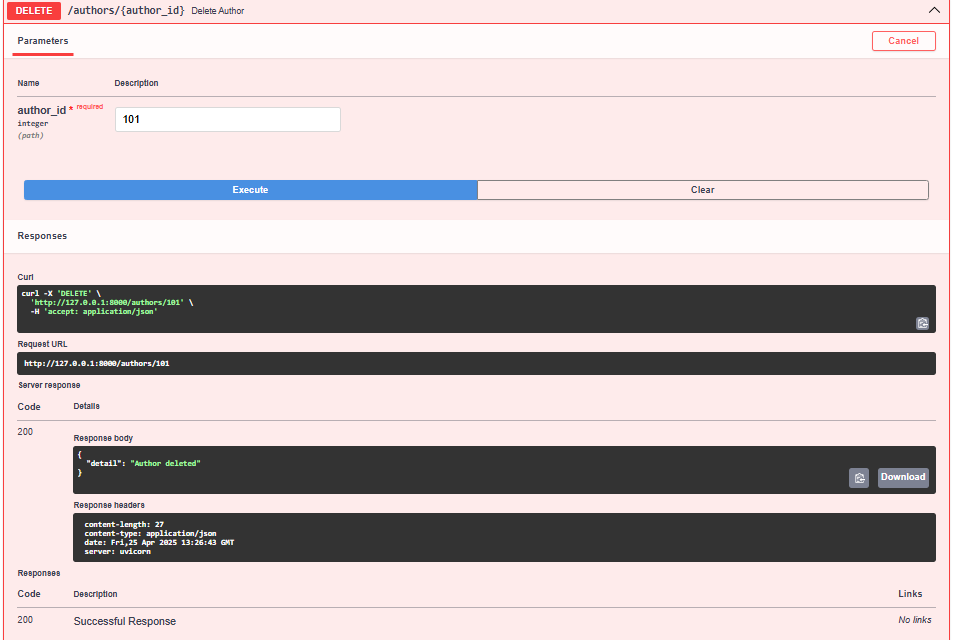 DELETE /authors/{author_id} Delete Author
Parameters
Cancel
Name Description
author_id * required
integer
(path)
101
Execute Clear
Responses
Curl
curl -X 'DELETE' \
'http://127.0.0.1:8000/authors/101' \
-H 'accept: application/json'
Request URL
http://127.0.0.1:8000/authors/101
Server response
Code Details
200
Response body
{
"detail": "Author deleted"
}
Download
Response headers
content-length: 27
content-type: application/json
date: Fri,25 Apr 2025 13:26:43 GMT
server: uvicorn
Responses
Code Description Links
200 Successful Response No links